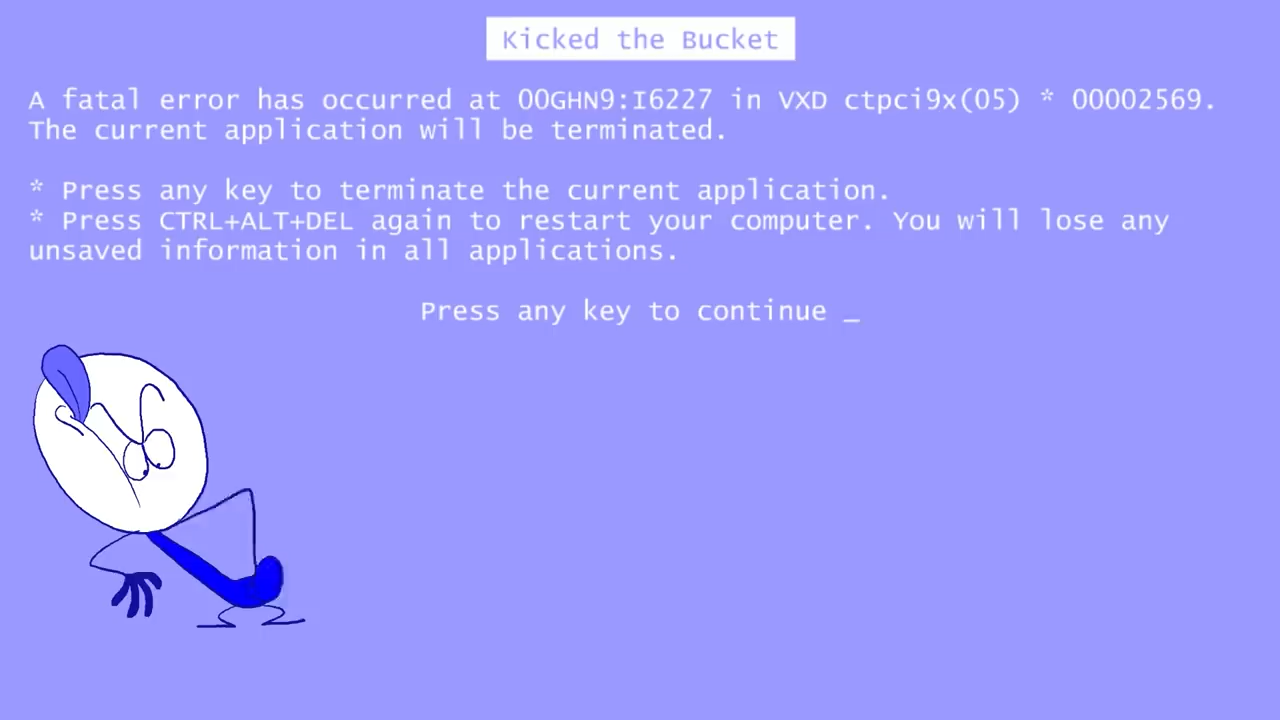 Kicked the Bucket
A fatal error has occurred at 00GHN9:I6227 in VXD ctpci9x(05) * 00002569.
The current application will be terminated.
* Press any key to terminate the current application.
* Press CTRL+ALT+DEL again to restart your computer. You will lose any
unsaved information in all applications.
Press any key to continue _